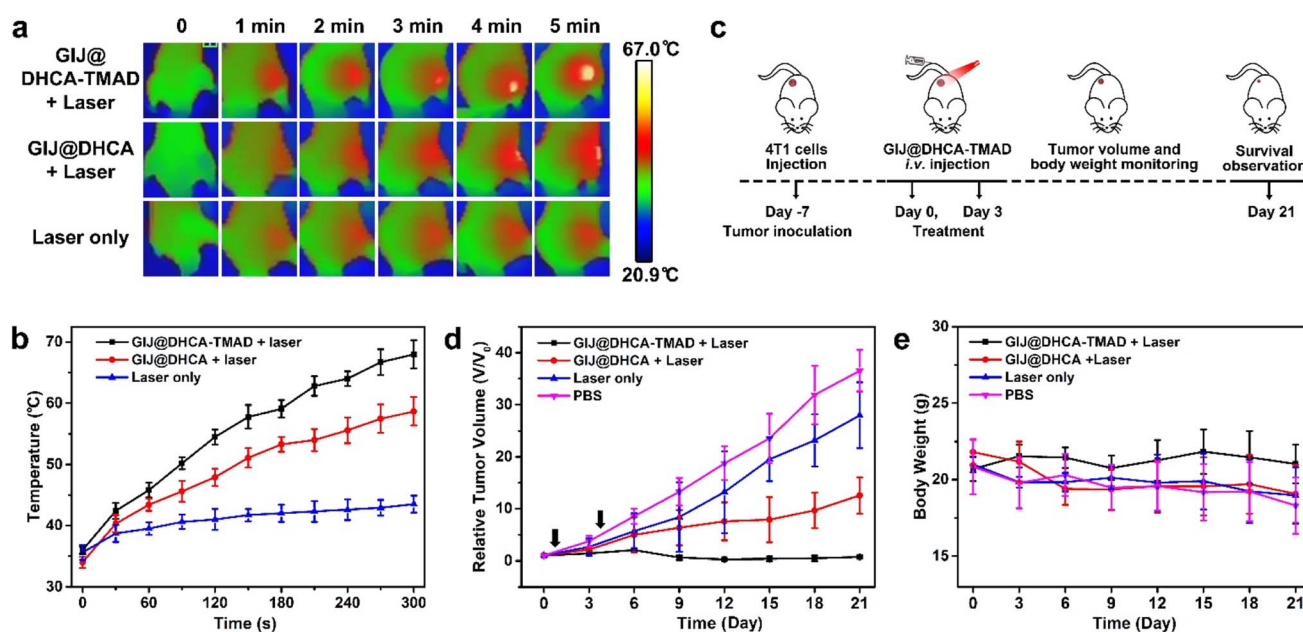 a
0 1 min 2 min 3 min 4 min 5 min
GIJ@
DHCA-TMAD
+ Laser
GIJ@DHCA
+ Laser
Laser only
67.0℃
20.9℃
c
4T1 cells
Injection
GIJ@DHCA-TMAD
i.v. injection
Tumor volume and
body weight monitoring
Survival
observation
Day -7
Tumor inoculation
Day 0, Day 3
Treatment
Day 21
b
GIJ@DHCA-TMAD + laser
GIJ@DHCA + laser
Laser only
Temperature (℃)
70
60
50
40
30
0 60 120 180 240 300
Time (s)
d
GIJ@DHCA-TMAD + Laser
GIJ@DHCA + Laser
Laser only
PBS
Relative Tumor Volume (V/V₀)
40
30
20
10
0
0 3 6 9 12 15 18 21
Time (Day)
e
GIJ@DHCA-TMAD + Laser
GIJ@DHCA +Laser
Laser only
PBS
Body Weight (g)
30
25
20
15
0 3 6 9 12 15 18 21
Time (Day)